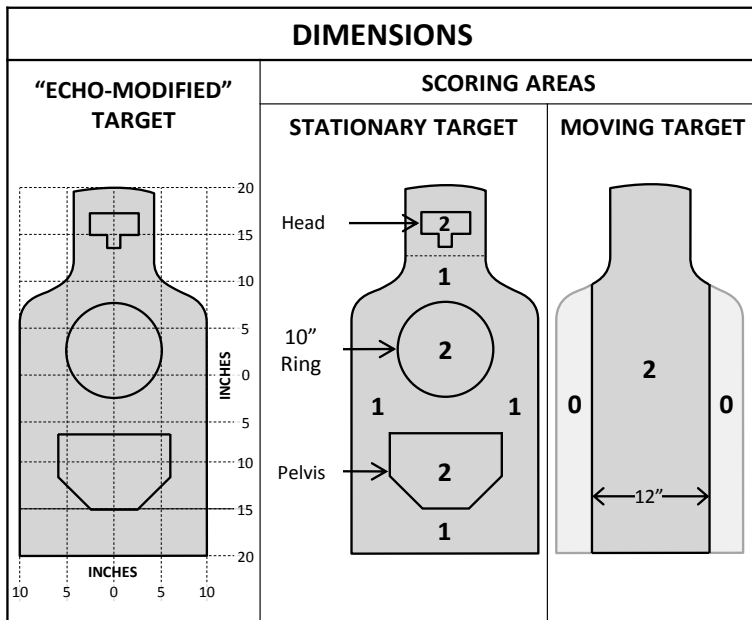 DIMENSIONS
“ECHO-MODIFIED”
TARGET
20
15
10
5
0
5
10
15
20
INCHES
INCHES
10
5
0
5
10
SCORING AREAS
STATIONARY TARGET
Head
2
1
10”
Ring
2
1
1
Pelvis
2
1
MOVING TARGET
2
0
0
12”